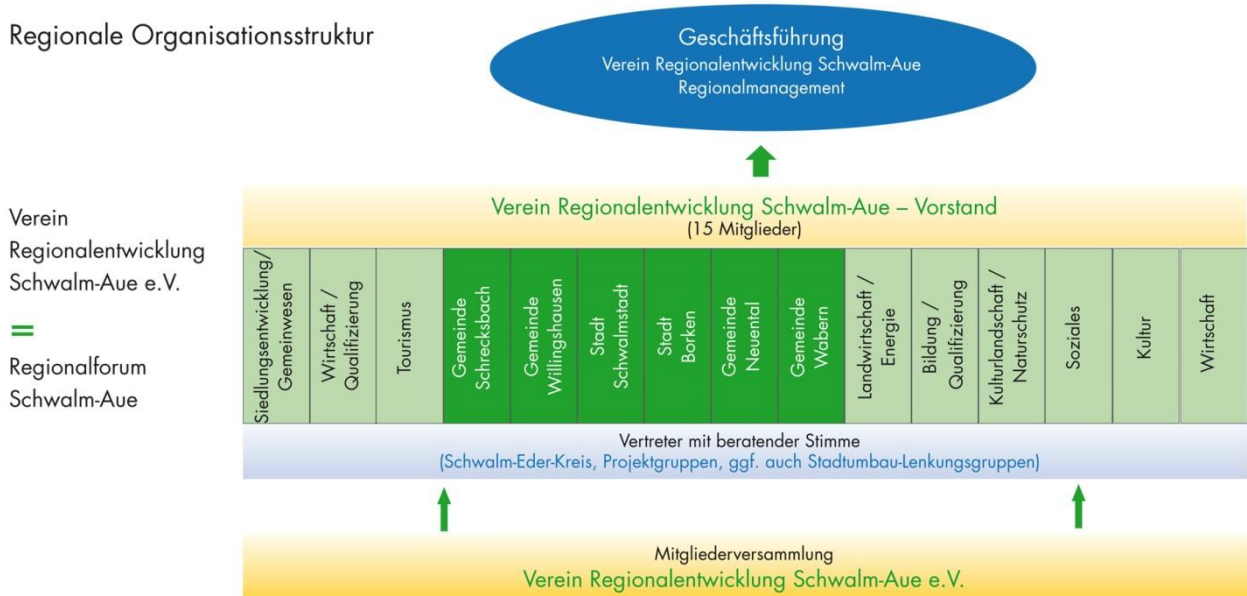 Regionale Organisationsstruktur
Geschäftsführung
Verein Regionalentwicklung Schwalm-Aue
Regionalmanagement
Verein
Regionalentwicklung
Schwalm-Aue e.V.
=
Regionalforum
Schwalm-Aue
Verein Regionalentwicklung Schwalm-Aue – Vorstand
(15 Mitglieder)
Siedlungsentwicklung/
Gemeinwesen
Wirtschaft /
Qualifizierung
Tourismus
Gemeinde
Schrecksbach
Gemeinde
Willingshausen
Stadt
Schwalmstadt
Stadt
Borken
Gemeinde
Neuental
Gemeinde
Wabern
Landwirtschaft /
Energie
Bildung /
Qualifizierung
Kulturlandschaft /
Naturschutz
Soziales
Kultur
Wirtschaft
Vertreter mit beratender Stimme
(Schwalm-Eder-Kreis, Projektgruppen, ggf. auch Stadtumbau-Lenkungsgruppen)
Mitgliederversammlung
Verein Regionalentwicklung Schwalm-Aue e.V.